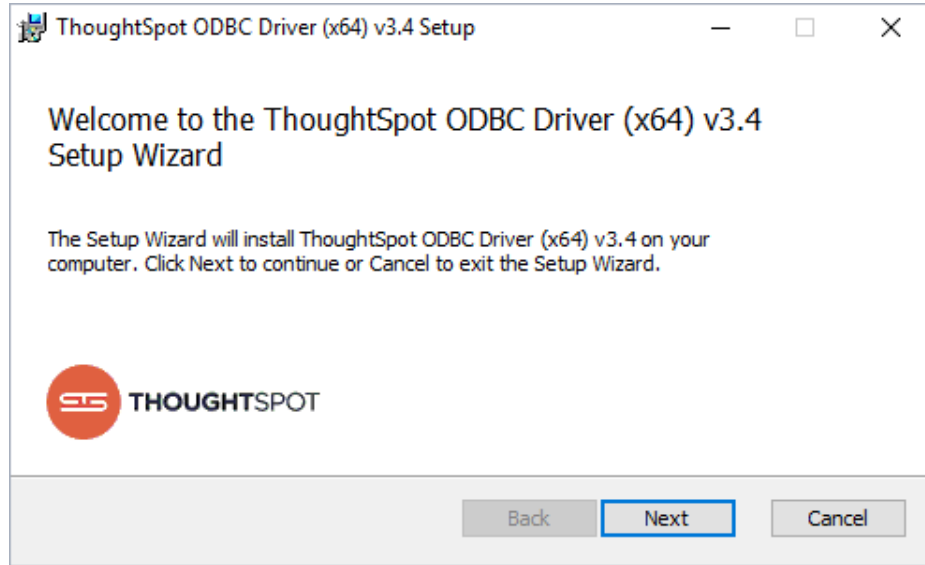 ThoughtSpot ODBC Driver (x64) v3.4 Setup
Welcome to the ThoughtSpot ODBC Driver (x64) v3.4
Setup Wizard
The Setup Wizard will install ThoughtSpot ODBC Driver (x64) v3.4 on your
computer. Click Next to continue or Cancel to exit the Setup Wizard.
THOUGHTSPOT
Back Next Cancel